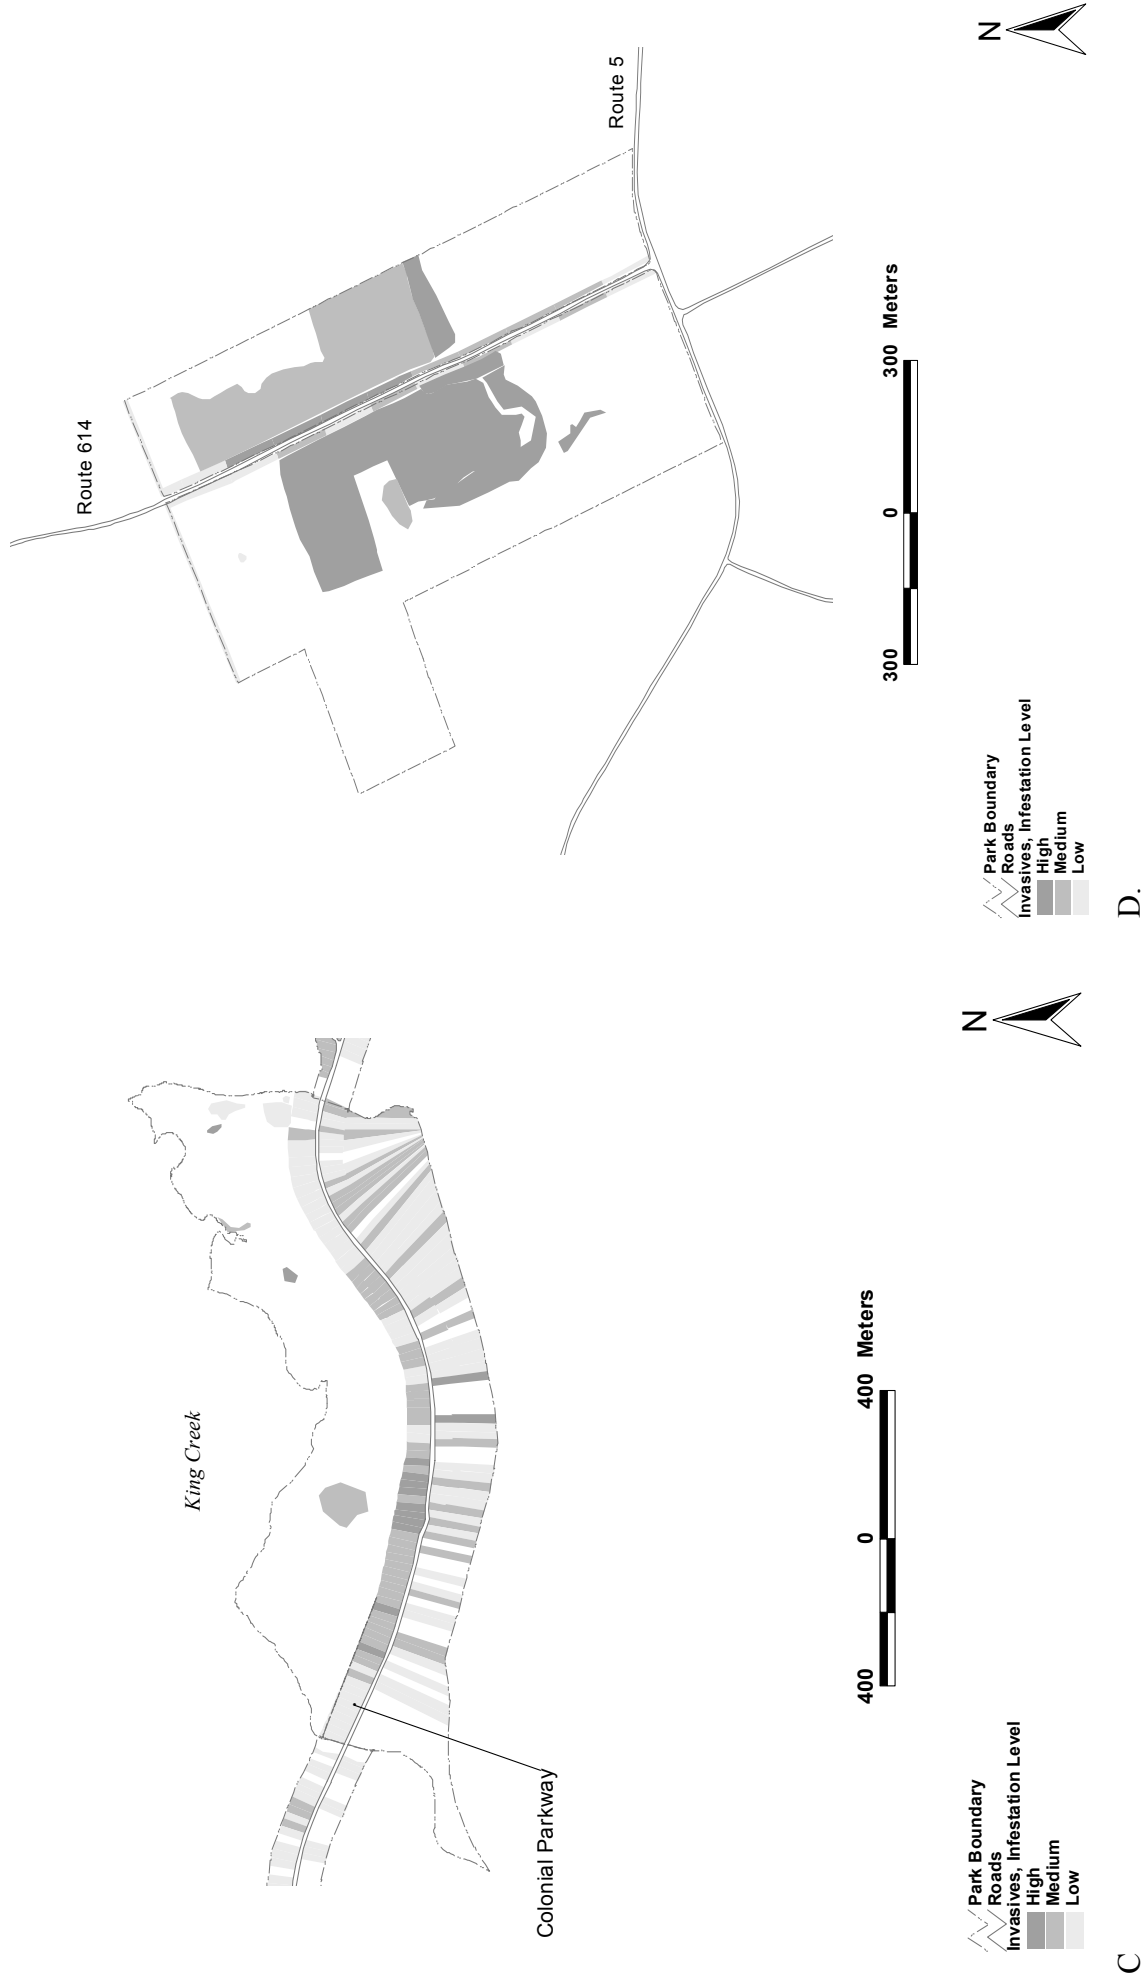 King Creek
Colonial Parkway
400 0 400 Meters
Park Boundary
Roads
Invasives, Infestation Level
High
Medium
Low
N
C
Route 614
Route 5
300 0 300 Meters
Park Boundary
Roads
Invasives, Infestation Level
High
Medium
Low
N
D.